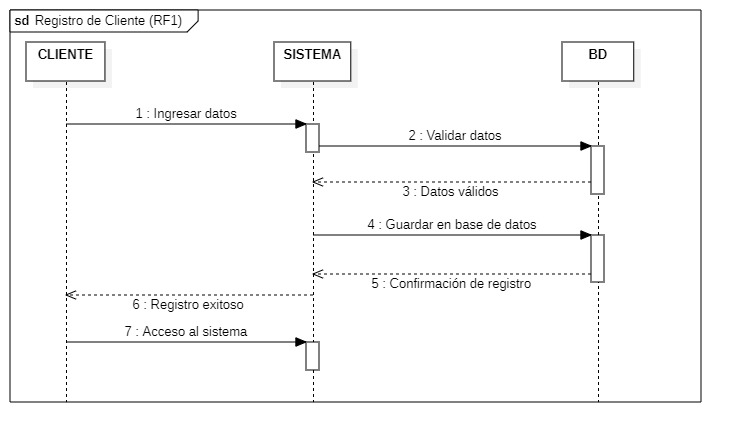 sd Registro de Cliente (RF1)
CLIENTE
SISTEMA
BD
1 : Ingresar datos
2 : Validar datos
3 : Datos válidos
4 : Guardar en base de datos
5 : Confirmación de registro
6 : Registro exitoso
7 : Acceso al sistema